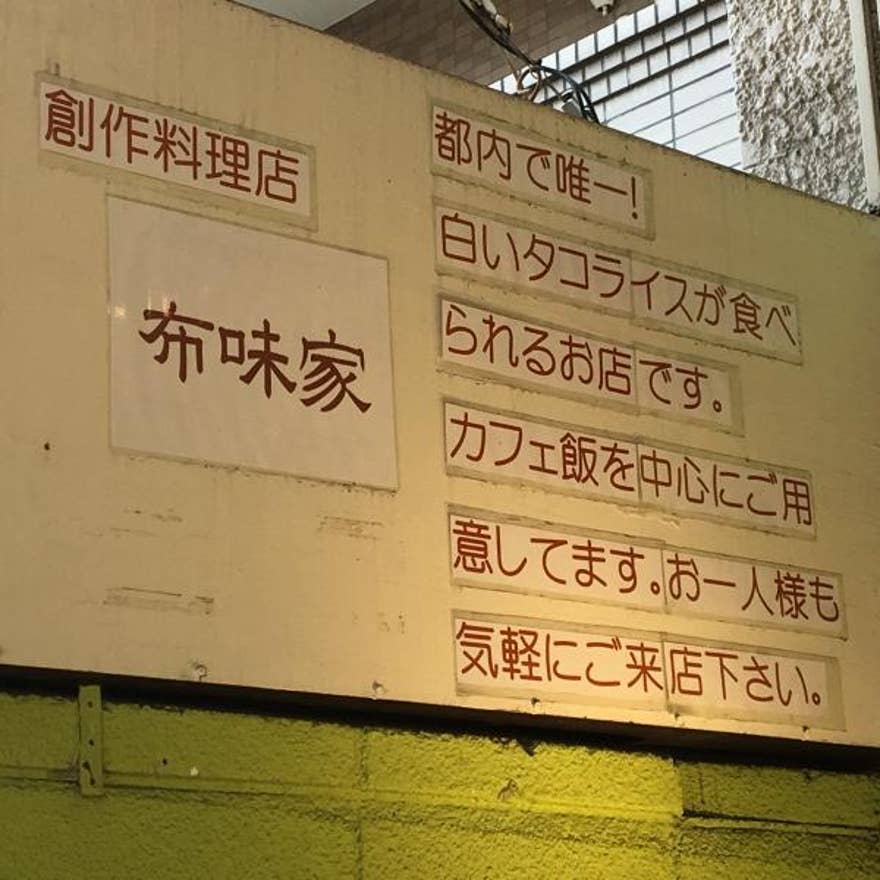 創作料理店
布味家
都内で唯一!
白いタコライスが食べ
られるお店です。
カフェ飯を中心にご用
意してます。お一人様も
気軽にご来店下さい。